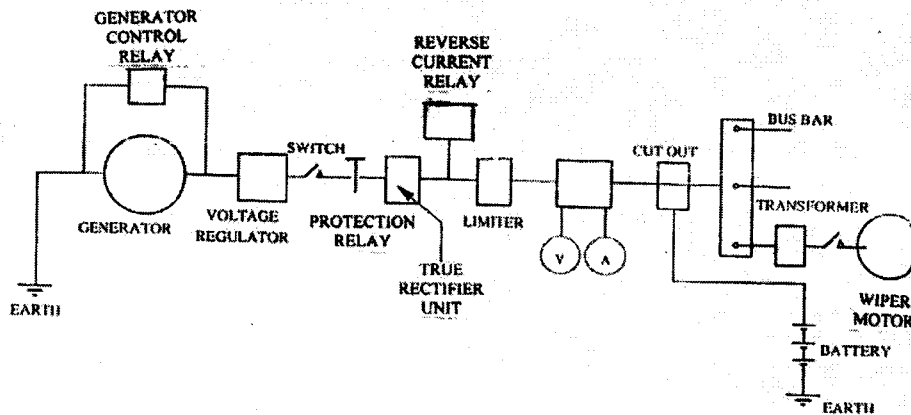 GENERATOR
CONTROL
RELAY
REVERSE
CURRENT
RELAY
BUS BAR
SWITCH
CUT OUT
GENERATOR
VOLTAGE
REGULATOR
PROTECTION
RELAY
LIMITER
TRANSFORMER
V
A
TRUE
RECTIFIER
UNIT
WIPER
MOTOR
EARTH
BATTERY
EARTH